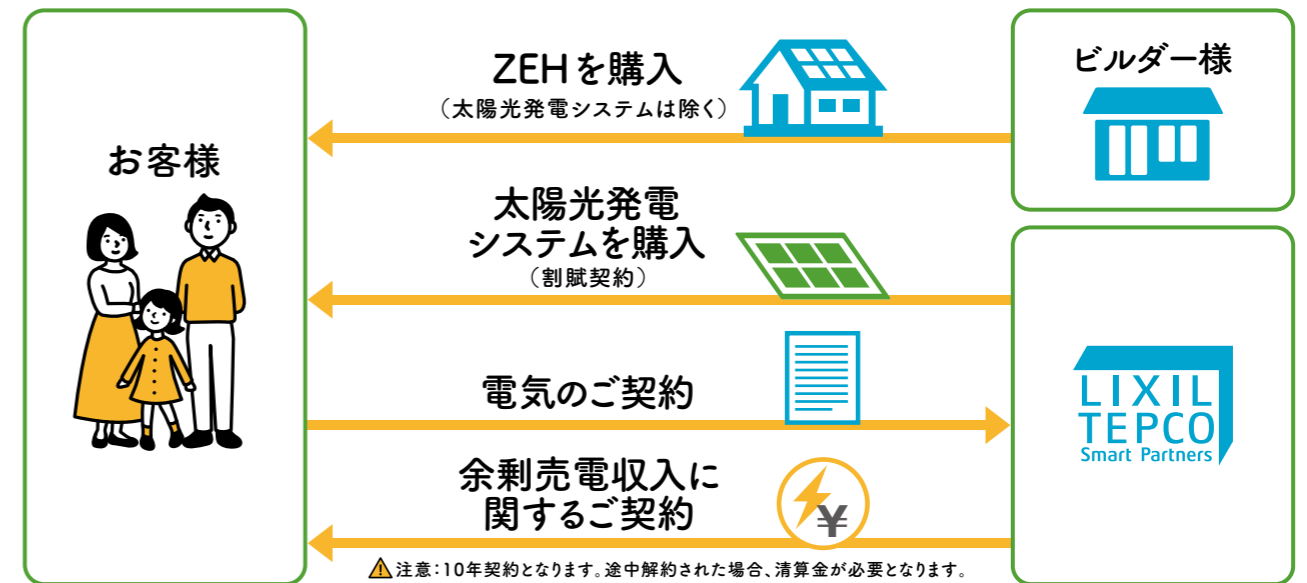 お客様
ZEHを購入
（太陽光発電システムは除く）
ビルダー様
太陽光発電
システムを購入
（割賦契約）
電気のご契約
余剰売電収入に
関するご契約
¥
LIXIL
TEPCO
Smart Partners
注意：10年契約となります。途中解約された場合、清算金が必要となります。